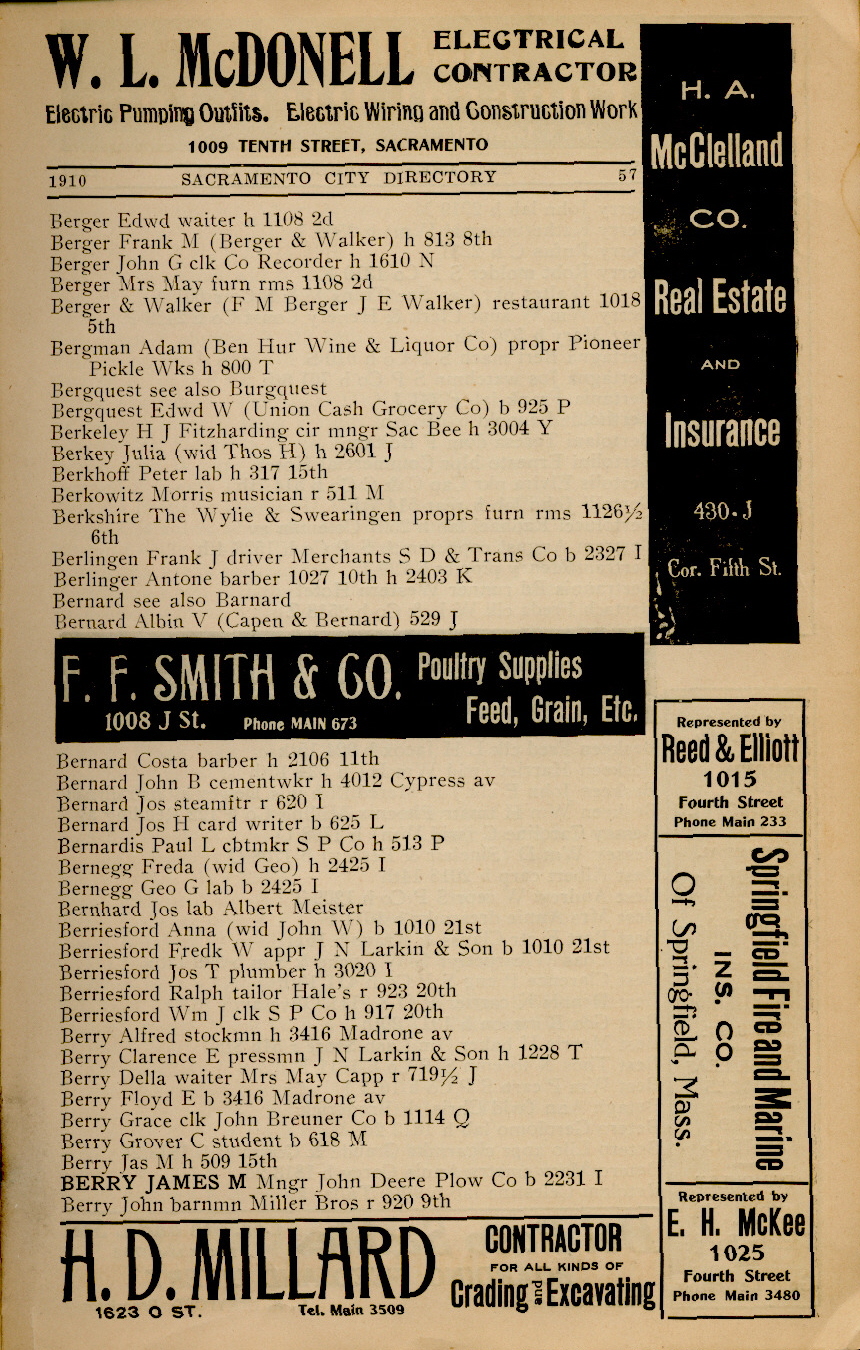 W. L. McDONELL
ELECTRICAL
CONTRACTOR
Electric Pumping Outfits. Electric Wiring and Construction Work
1009 TENTH STREET, SACRAMENTO
1910 SACRAMENTO CITY DIRECTORY 57
Berger Edwd waiter h 1108 2d
Berger Frank M (Berger & Walker) h 813 8th
Berger John G clk Co Recorder h 1610 N
Berger Mrs May furn rms 1108 2d
Berger & Walker (F M Berger J E Walker) restaurant 1018
5th
Bergman Adam (Ben Hur Wine & Liquor Co) propr Pioneer
Pickle Wks h 800 T
Bergquest see also Burgquest
Bergquest Edwd W (Union Cash Grocery Co) b 925 P
Berkeley H J Fitzharding cir mngr Sac Bee h 3004 Y
Berkey Julia (wid Thos H) h 2601 J
Berkhoff Peter lab h 317 15th
Berkowitz Morris musician r 511 M
Berkshire The Wylie & Swearingen proprs furn rms 1126½
6th
Berlingen Frank J driver Merchants S D & Trans Co b 2327 I
Berlinger Antone barber 1027 10th h 2403 K
Bernard see also Barnard
Bernard Albin V (Capen & Bernard) 529 J
F. F. SMITH & CO.
1008 J St. Phone MAIN 673
Poultry Supplies
Feed, Grain, Etc.
Bernard Costa barber h 2106 11th
Bernard John B cementwkr h 4012 Cypress av
Bernard Jos steamftr r 620 I
Bernard Jos H card writer b 625 L
Bernardis Paul L cbtmkr S P Co h 513 P
Bernegg Freda (wid Geo) h 2425 I
Bernegg Geo G lab b 2425 I
Bernhard Jos lab Albert Meister
Berriesford Anna (wid John W) b 1010 21st
Berriesford Fredk W appr J N Larkin & Son b 1010 21st
Berriesford Jos T plumber h 3020 I
Berriesford Ralph tailor Hale's r 923 20th
Berriesford Wm J clk S P Co h 917 20th
Berry Alfred stockmn h 3416 Madrone av
Berry Clarence E pressmn J N Larkin & Son h 1228 T
Berry Della waiter Mrs May Capp r 719½ J
Berry Floyd E b 3416 Madrone av
Berry Grace clk John Breuner Co b 1114 Q
Berry Grover C student b 618 M
Berry Jas M h 509 15th
BERRY JAMES M Mngr John Deere Plow Co b 2231 I
Berry John barnmn Miller Bros r 920 9th
H. D. MILLARD
1623 O ST. Tel. Main 3509
CONTRACTOR
FOR ALL KINDS OF
Crading and Excavating
H. A.
McClelland
CO.
Real Estate
AND
Insurance
430-J
Cor. Fifth St.
Represented by
Reed & Elliott
1015
Fourth Street
Phone Main 233
Springfield Fire and Marine
INS. CO.
Of Springfield, Mass.
Represented by
E. H. McKee
1025
Fourth Street
Phone Main 3480